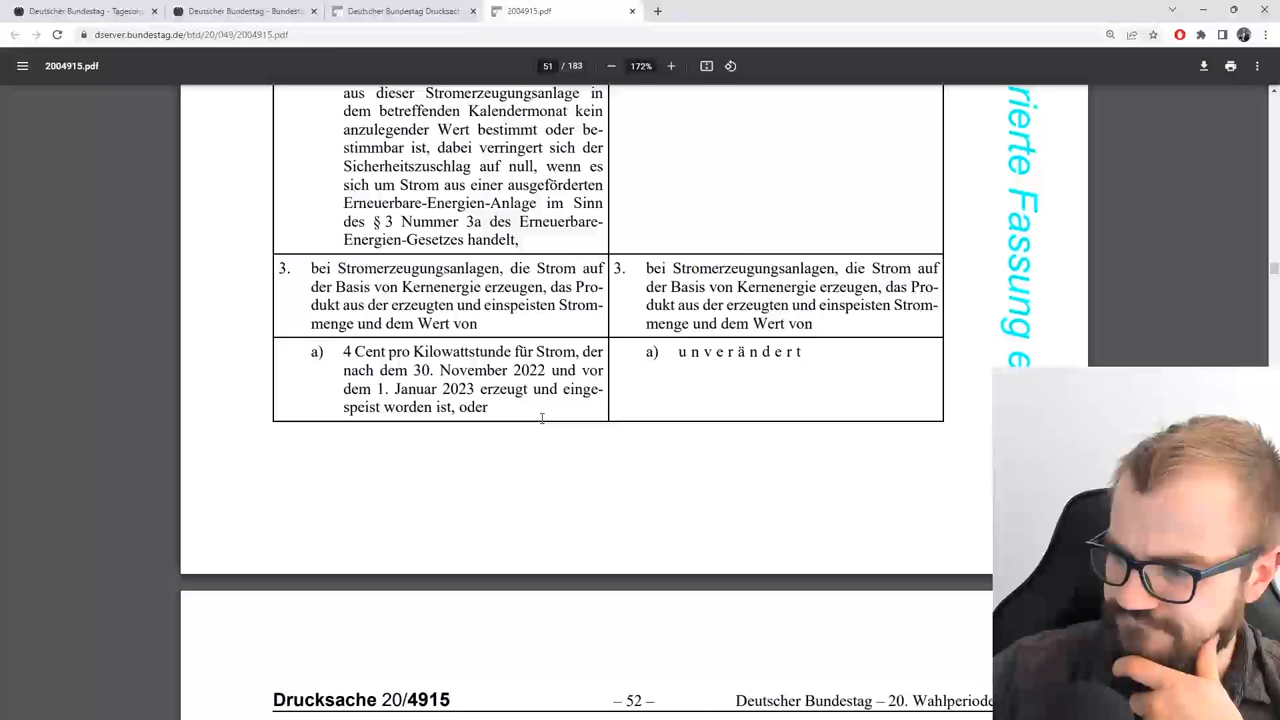 Deutscher Bundestag - Tagesor
Deutscher Bundestag - Bundest
Deutscher Bundestag Drucksach
2004915.pdf
dserver.bundestag.de/btd/20/049/2004915.pdf
2004915.pdf
51 / 183
172%
aus dieser Stromerzeugungsanlage in
dem betreffenden Kalendermonat kein
anzulegender Wert bestimmt oder be-
stimmbar ist, dabei verringert sich der
Sicherheitszuschlag auf null, wenn es
sich um Strom aus einer ausgeförderten
Erneuerbare-Energien-Anlage im Sinn
des § 3 Nummer 3a des Erneuerbare-
Energien-Gesetzes handelt,
3. bei Stromerzeugungsanlagen, die Strom auf
der Basis von Kernenergie erzeugen, das Pro-
dukt aus der erzeugten und einspeisten Strom-
menge und dem Wert von
3. bei Stromerzeugungsanlagen, die Strom auf
der Basis von Kernenergie erzeugen, das Pro-
dukt aus der erzeugten und einspeisten Strom-
menge und dem Wert von
a) 4 Cent pro Kilowattstunde für Strom, der
nach dem 30. November 2022 und vor
dem 1. Januar 2023 erzeugt und einge-
speist worden ist, oder
a) u n v e r ä n d e r t
rierte Fassung e
Drucksache 20/4915
– 52 –
Deutscher Bundestag – 20. Wahlperiode